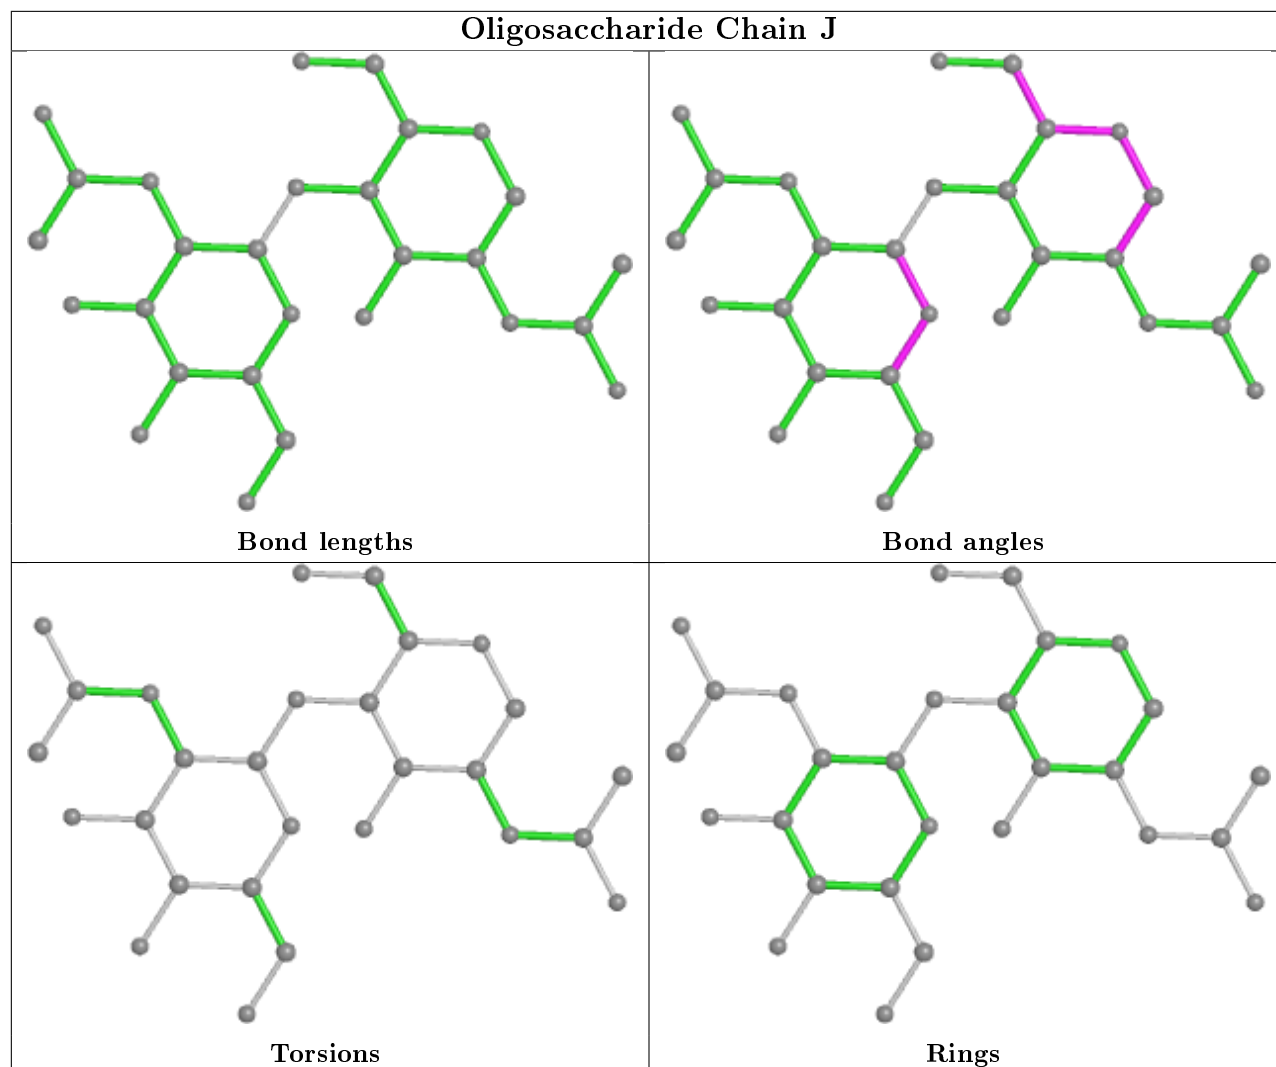 Oligosaccharide Chain J
Bond lengths
Bond angles
Torsions
Rings